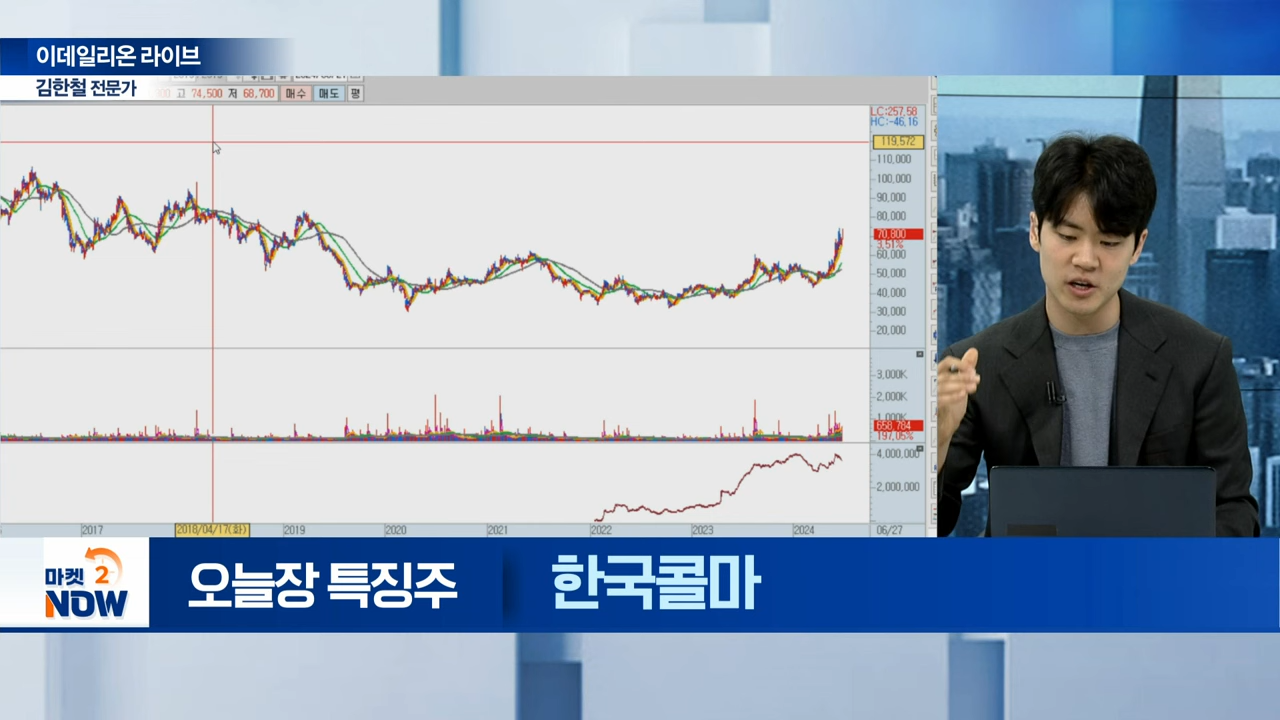 이데일리온 라이브
김한철 전문가
고 74,500 저 68,700 매수 매도 평
LC:257.58
HC:-46.16
119,572
110,000
100,000
90,000
80,000
70,800
3.51%
60,000
50,000
40,000
30,000
20,000
3,000K
2,000K
1,000K
658,784
197.05%
4,000,000
2,000,000
2017 2018/04/17(화) 2019 2020 2021 2022 2023 2024 06/27
마켓 2
NOW
오늘장 특징주
한국콜마